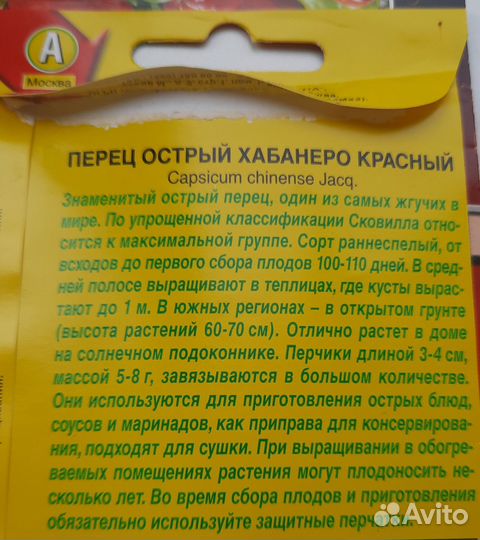 А
Москва
ПЕРЕЦ ОСТРЫЙ ХАБАНЕРО КРАСНЫЙ
Capsicum chinense Jacq.
Знаменитый острый перец, один из самых жгучих в
мире. По упрощенной классификации Сковилла отно-
сится к максимальной группе. Сорт раннеспелый, от
всходов до первого сбора плодов 100-110 дней. В сред-
ней полосе выращивают в теплицах, где кусты вырас-
тают до 1 м. В южных регионах – в открытом грунте
(высота растений 60-70 см). Отлично растет в доме
на солнечном подоконнике. Перчики длиной 3-4 см,
массой 5-8 г, завязываются в большом количестве.
Они используются для приготовления острых блюд,
соусов и маринадов, как приправа для консервирова-
ния, подходят для сушки. При выращивании в обогре-
ваемых помещениях растения могут плодоносить не-
сколько лет. Во время сбора плодов и приготовления
обязательно используйте защитные перчатки.
Avito